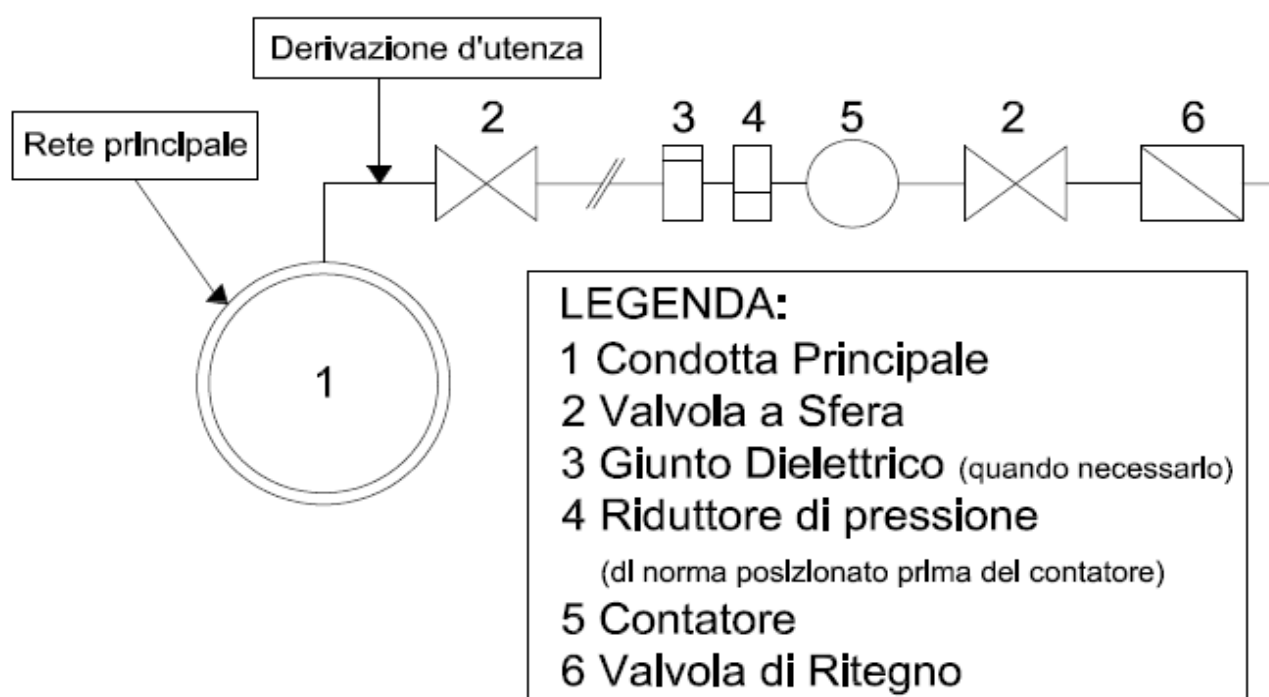 Derivazione d'utenza
Rete principale
2 3 4 5 2 6
1
LEGENDA:
1 Condotta Principale
2 Valvola a Sfera
3 Giunto Dielettrico (quando necessario)
4 Riduttore di pressione
(di norma posizionato prima del contatore)
5 Contatore
6 Valvola di Ritegno